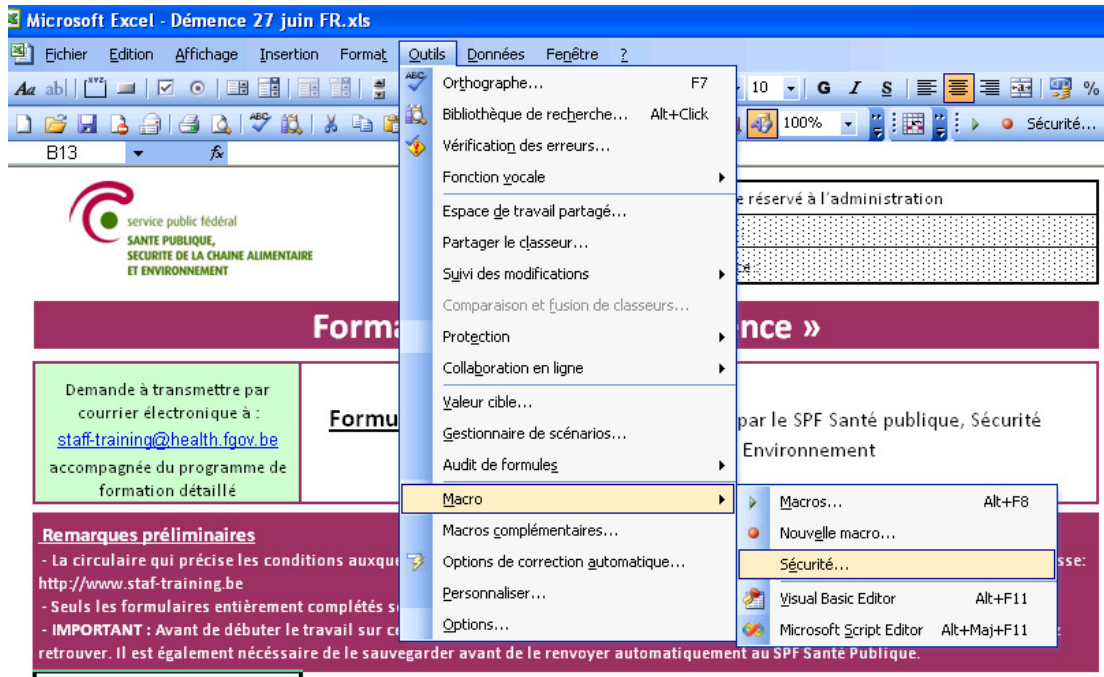 Microsoft Excel - Démence 27 juin FR.xls
Fichier Edition Affichage Insertion Format Outils Données Fenêtre ?
10 G I S %
100% Sécurité...
B13 fx
Orthographe... F7
Bibliothèque de recherche... Alt+Click
Vérification des erreurs...
Fonction vocale
Espace de travail partagé...
Partager le classeur...
Suivi des modifications
Comparaison et fusion de classeurs...
Protection
Collaboration en ligne
Valeur cible...
Gestionnaire de scénarios...
Audit de formules
Macro
Macros complémentaires...
Options de correction automatique...
Personnaliser...
Options...
Macros... Alt+F8
Nouvelle macro...
Sécurité...
Visual Basic Editor Alt+F11
Microsoft Script Editor Alt+Maj+F11
service public fédéral
SANTE PUBLIQUE,
SECURITE DE LA CHAINE ALIMENTAIRE
ET ENVIRONNEMENT
e réservé à l'administration
Forma nce »
Demande à transmettre par
courrier électronique à :
staff-training@health.fgov.be
accompagnée du programme de
formation détaillé
Formu par le SPF Santé publique, Sécurité
Environnement
Remarques préliminaires
- La circulaire qui précise les conditions auxque sse:
http://www.staf-training.be
- Seuls les formulaires entièrement complétés s
- IMPORTANT : Avant de débuter le travail sur ce
retrouver. Il est également nécéssaire de le sauvegarder avant de le renvoyer automatiquement au SPF Santé Publique.